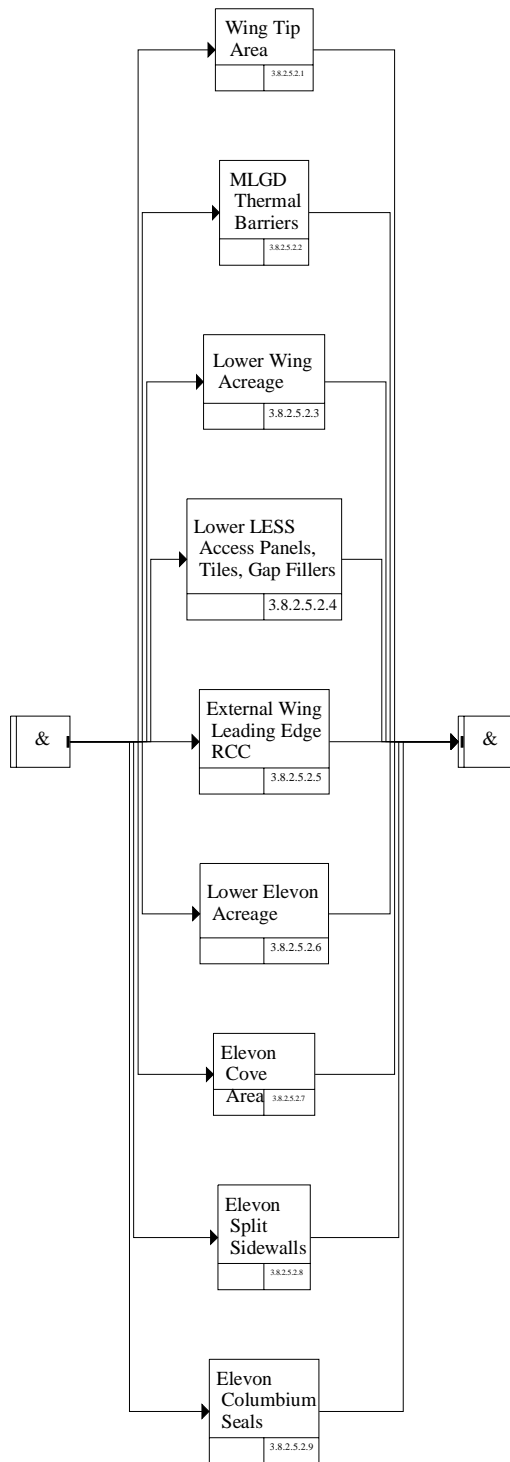 Wing Tip
Area
3.8.2.5.2.1
MLGD
Thermal
Barriers
3.8.2.5.2.2
Lower Wing
Acreage
3.8.2.5.2.3
Lower LESS
Access Panels,
Tiles, Gap Fillers
3.8.2.5.2.4
&
External Wing
Leading Edge
RCC
3.8.2.5.2.5
&
Lower Elevon
Acreage
3.8.2.5.2.6
Elevon
Cove
Area
3.8.2.5.2.7
Elevon
Split
Sidewalls
3.8.2.5.2.8
Elevon
Columbium
Seals
3.8.2.5.2.9